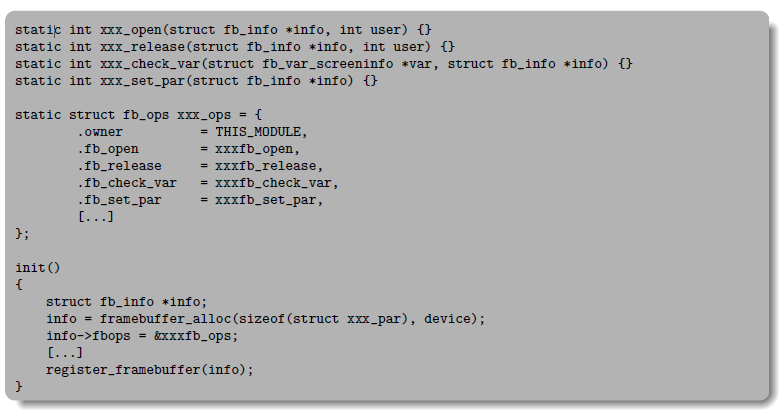 static int xxx_open(struct fb_info *info, int user) {}
static int xxx_release(struct fb_info *info, int user) {}
static int xxx_check_var(struct fb_var_screeninfo *var, struct fb_info *info) {}
static int xxx_set_par(struct fb_info *info) {}
static struct fb_ops xxx_ops = {
.owner = THIS_MODULE,
.fb_open = xxxfb_open,
.fb_release = xxxfb_release,
.fb_check_var = xxxfb_check_var,
.fb_set_par = xxxfb_set_par,
[...]
};
init()
{
struct fb_info *info;
info = framebuffer_alloc(sizeof(struct xxx_par), device);
info->fbops = &xxxfb_ops;
[...]
register_framebuffer(info);
}